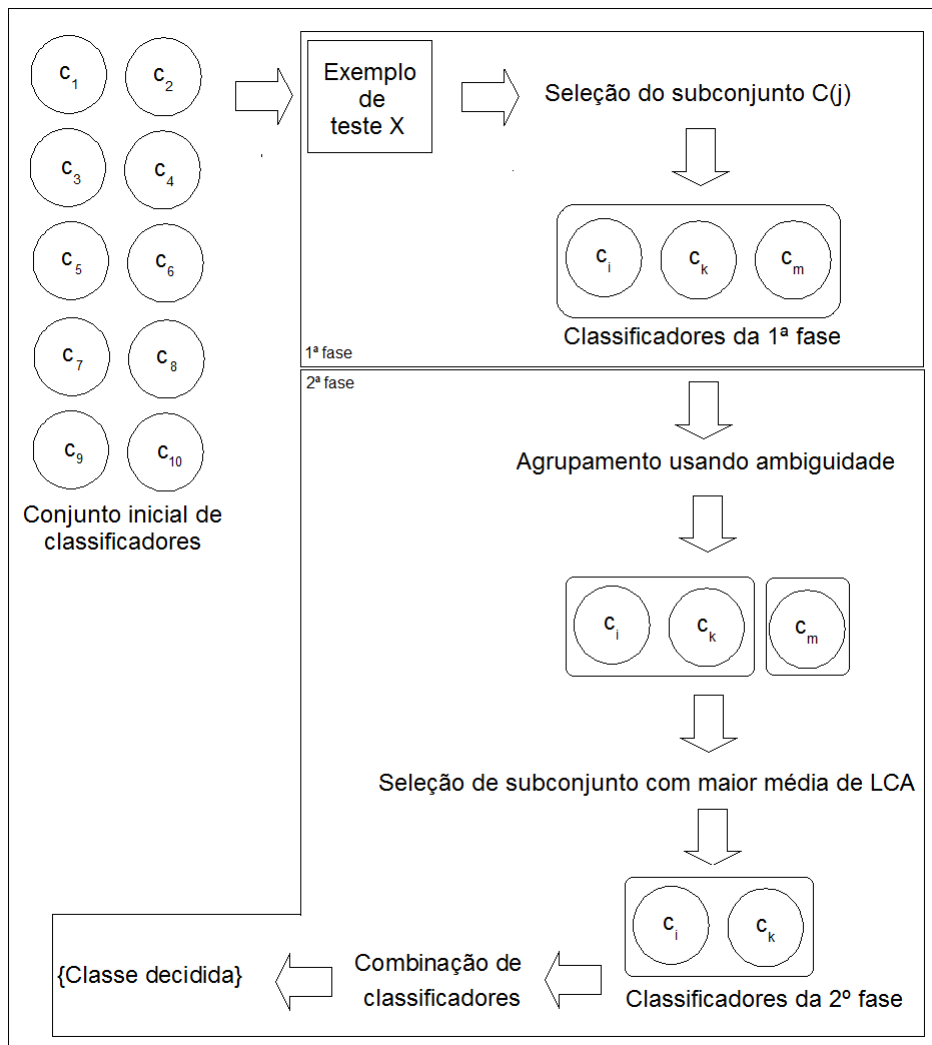 c1
c2
c3
c4
c5
c6
c7
c8
c9
c10
Conjunto inicial de
classificadores
Exemplo
de
teste X
Seleção do subconjunto C(j)
ci
ck
cm
Classificadores da 1ª fase
1ª fase
2ª fase
Agrupamento usando ambiguidade
ci
ck
cm
Seleção de subconjunto com maior média de LCA
ci
ck
Classificadores da 2º fase
Combinação de
classificadores
{Classe decidida}